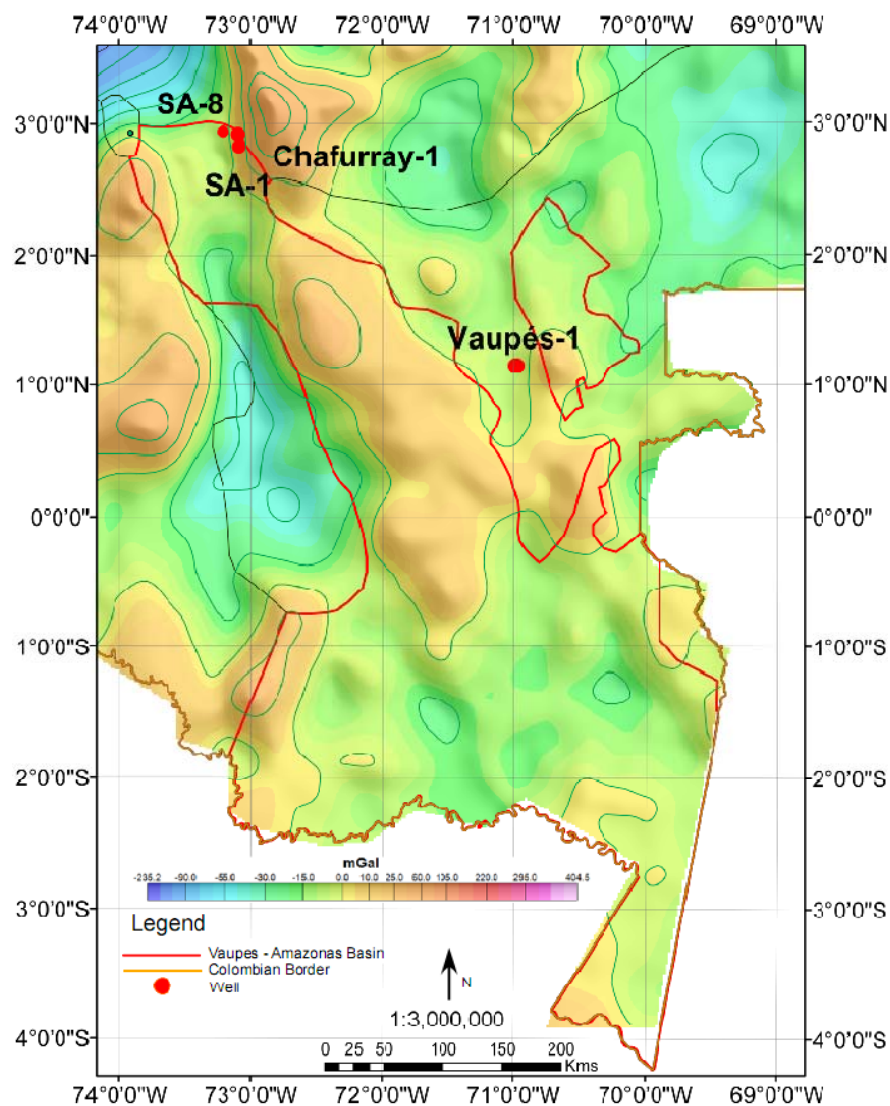 74°0'0"W 73°0'0"W 72°0'0"W 71°0'0"W 70°0'0"W 69°0'0"W
SA-8
3°0'0"N 3°0'0"N
Chafurray-1
SA-1
2°0'0"N 2°0'0"N
Vaupés-1
1°0'0"N 1°0'0"N
0°0'0" 0°0'0"
1°0'0"S 1°0'0"S
2°0'0"S 2°0'0"S
mGal
-235.2 -90.0 -55.0 -30.0 -15.0 0.0 10.0 25.0 60.0 105.0 220.0 295.0 404.5
3°0'0"S 3°0'0"S
Legend
Vaupes - Amazonas Basin
Colombian Border
Well
N
1:3,000,000
4°0'0"S 4°0'0"S
0 25 50 100 150 200
Kms
74°0'0"W 73°0'0"W 72°0'0"W 71°0'0"W 70°0'0"W 69°0'0"W